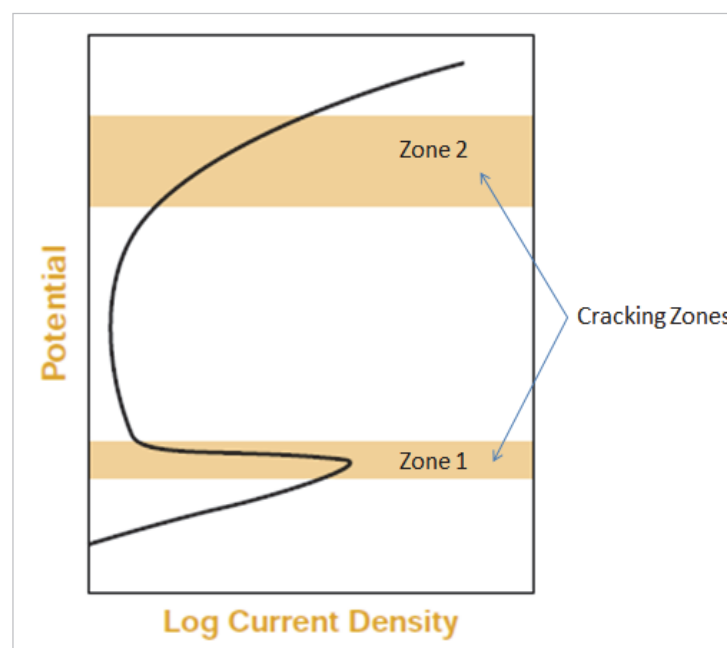 Zone 2
Potential
Cracking Zones
Zone 1
Log Current Density